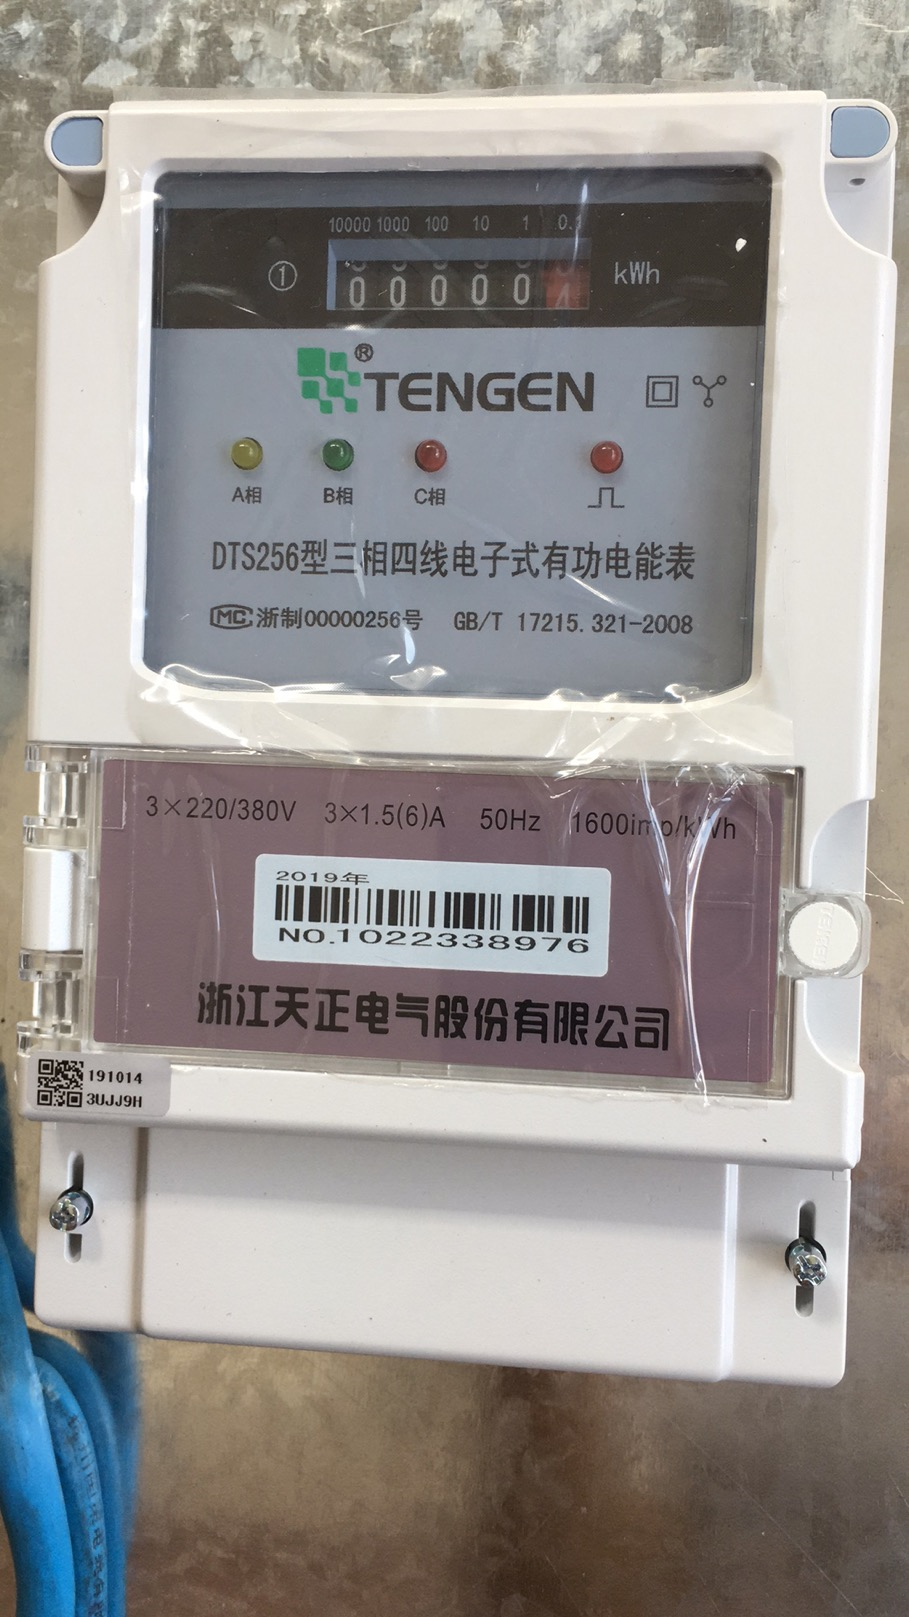 10000 1000 100 10 1 0.1
① 00000 kWh
® TENGEN
A相 B相 C相
DTS256型三相四线电子式有功电能表
MC 浙制00000256号 GB/T 17215.321-2008
3×220/380V 3×1.5(6)A 50Hz 1600imp/kWh
2019年
NO.1022338976
浙江天正电气股份有限公司
191014
3UJJ9H